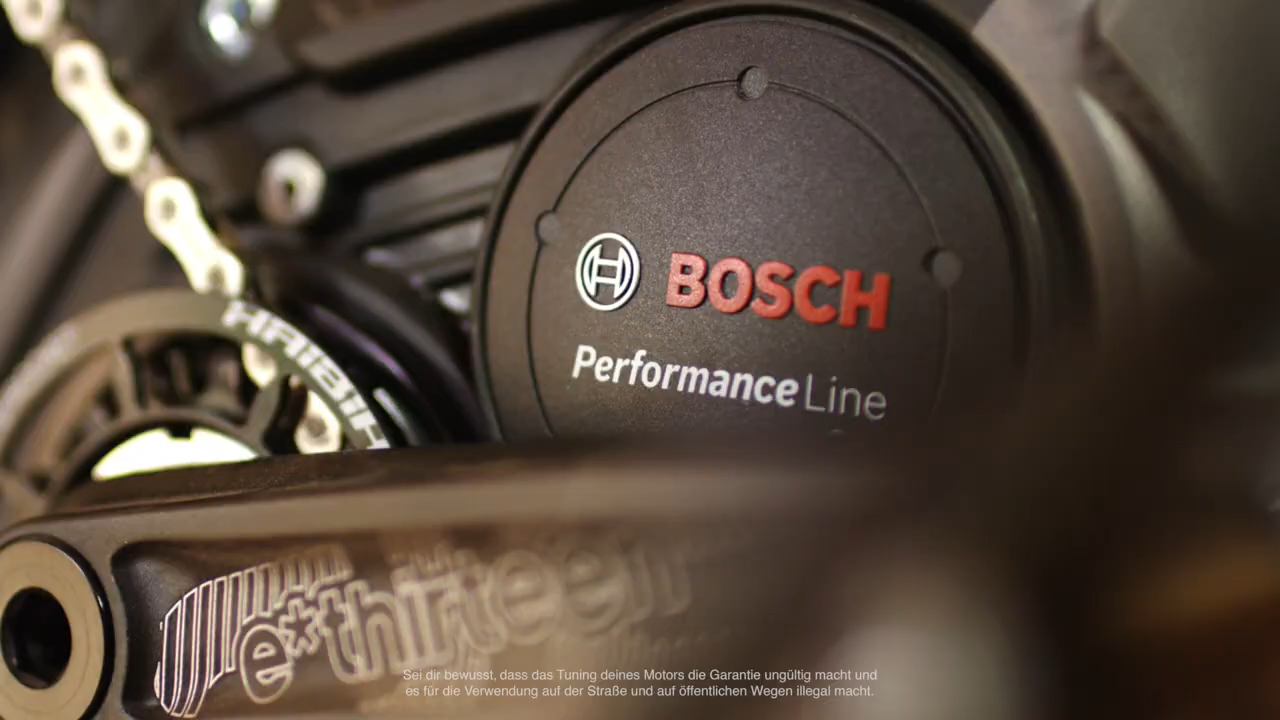 BOSCH
Performance Line
e*thirteen
Sei dir bewusst, dass das Tuning deines Motors die Garantie ungültig macht und
es für die Verwendung auf der Straße und auf öffentlichen Wegen illegal macht.